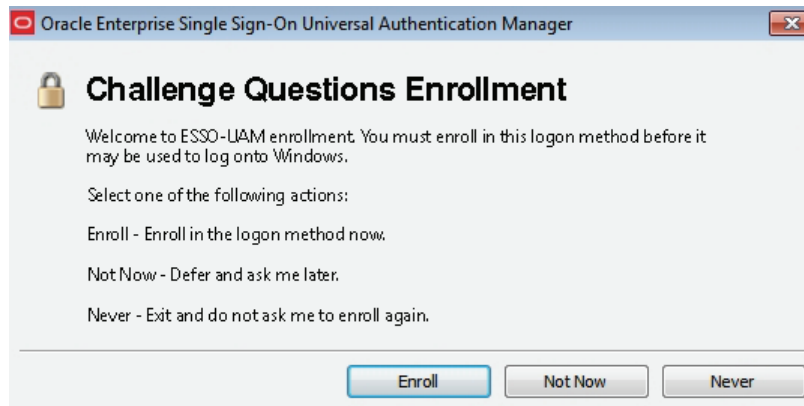 Oracle Enterprise Single Sign-On Universal Authentication Manager
Challenge Questions Enrollment
Welcome to ESSO-UAM enrollment. You must enroll in this logon method before it
may be used to log onto Windows.
Select one of the following actions:
Enroll - Enroll in the logon method now.
Not Now - Defer and ask me later.
Never - Exit and do not ask me to enroll again.
Enroll Not Now Never